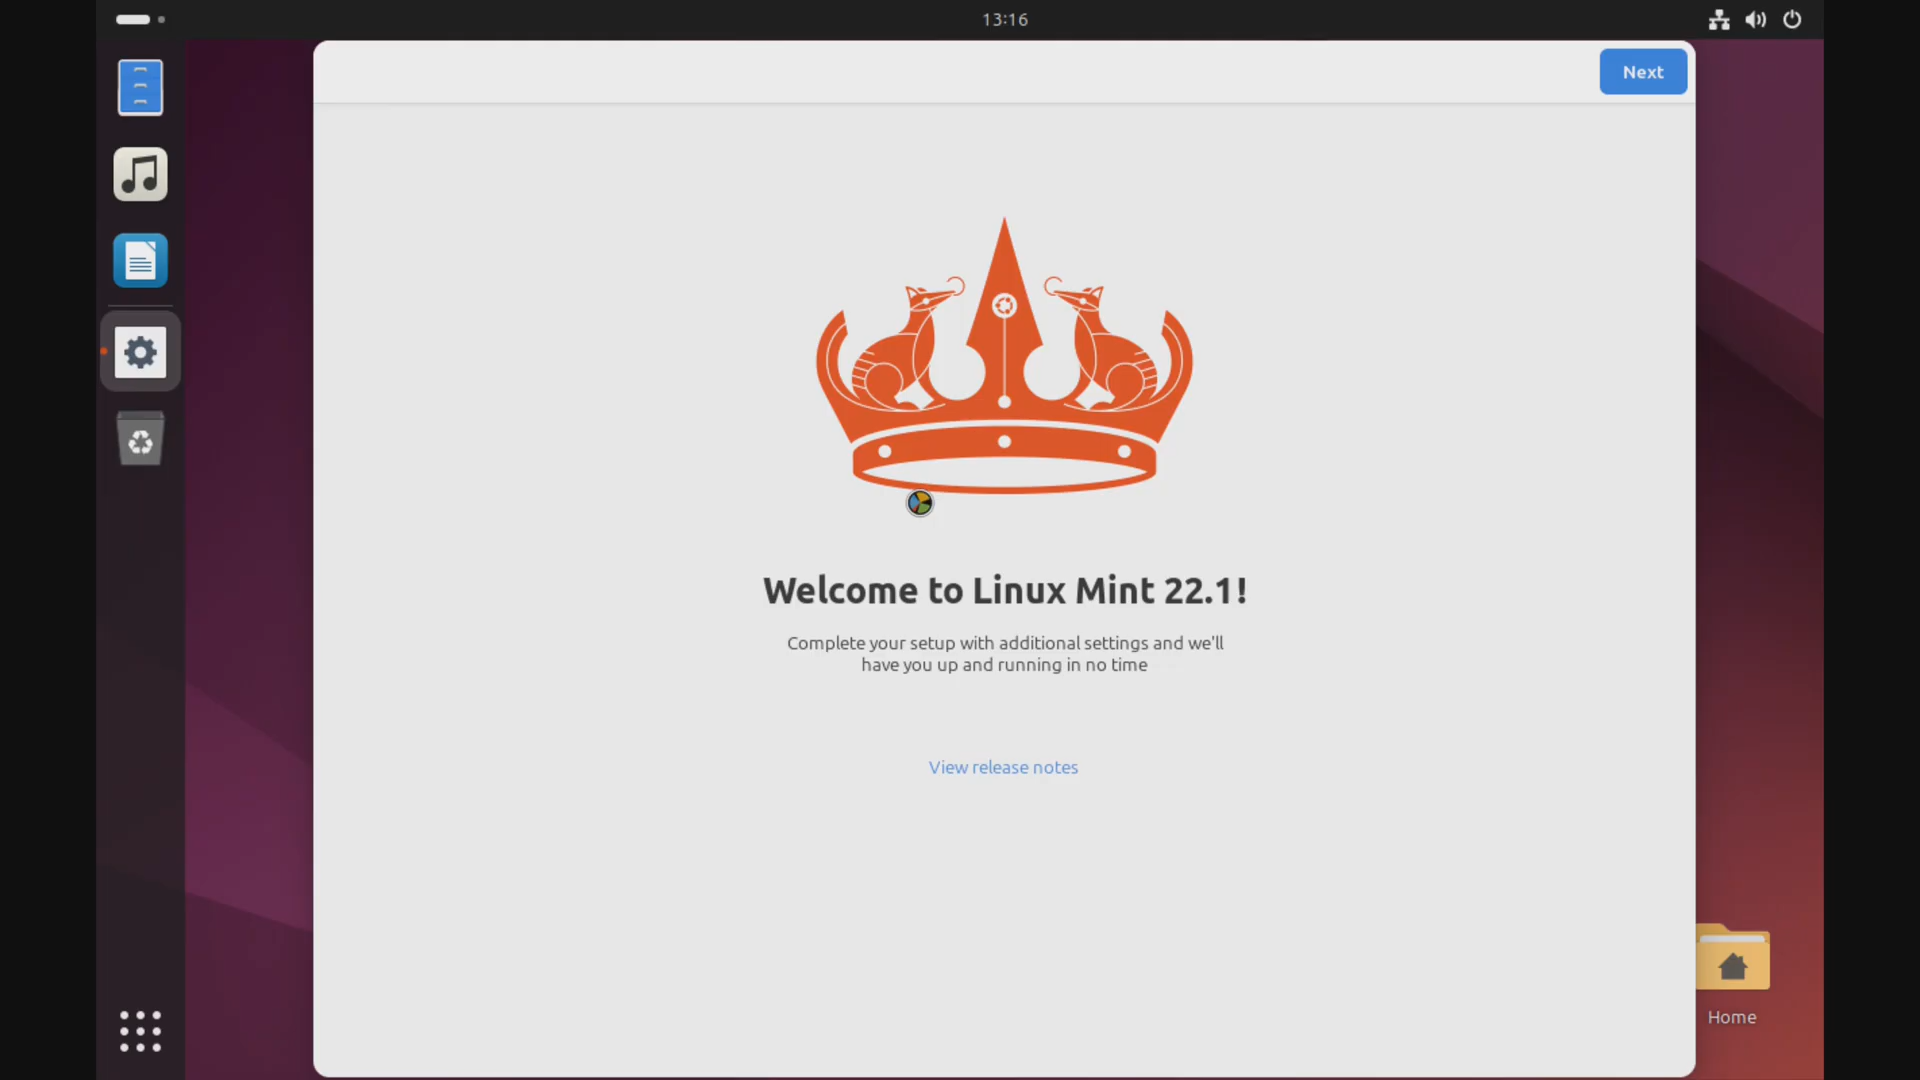 13:16
Next
Welcome to Linux Mint 22.1!
Complete your setup with additional settings and we'll
have you up and running in no time
View release notes
Home